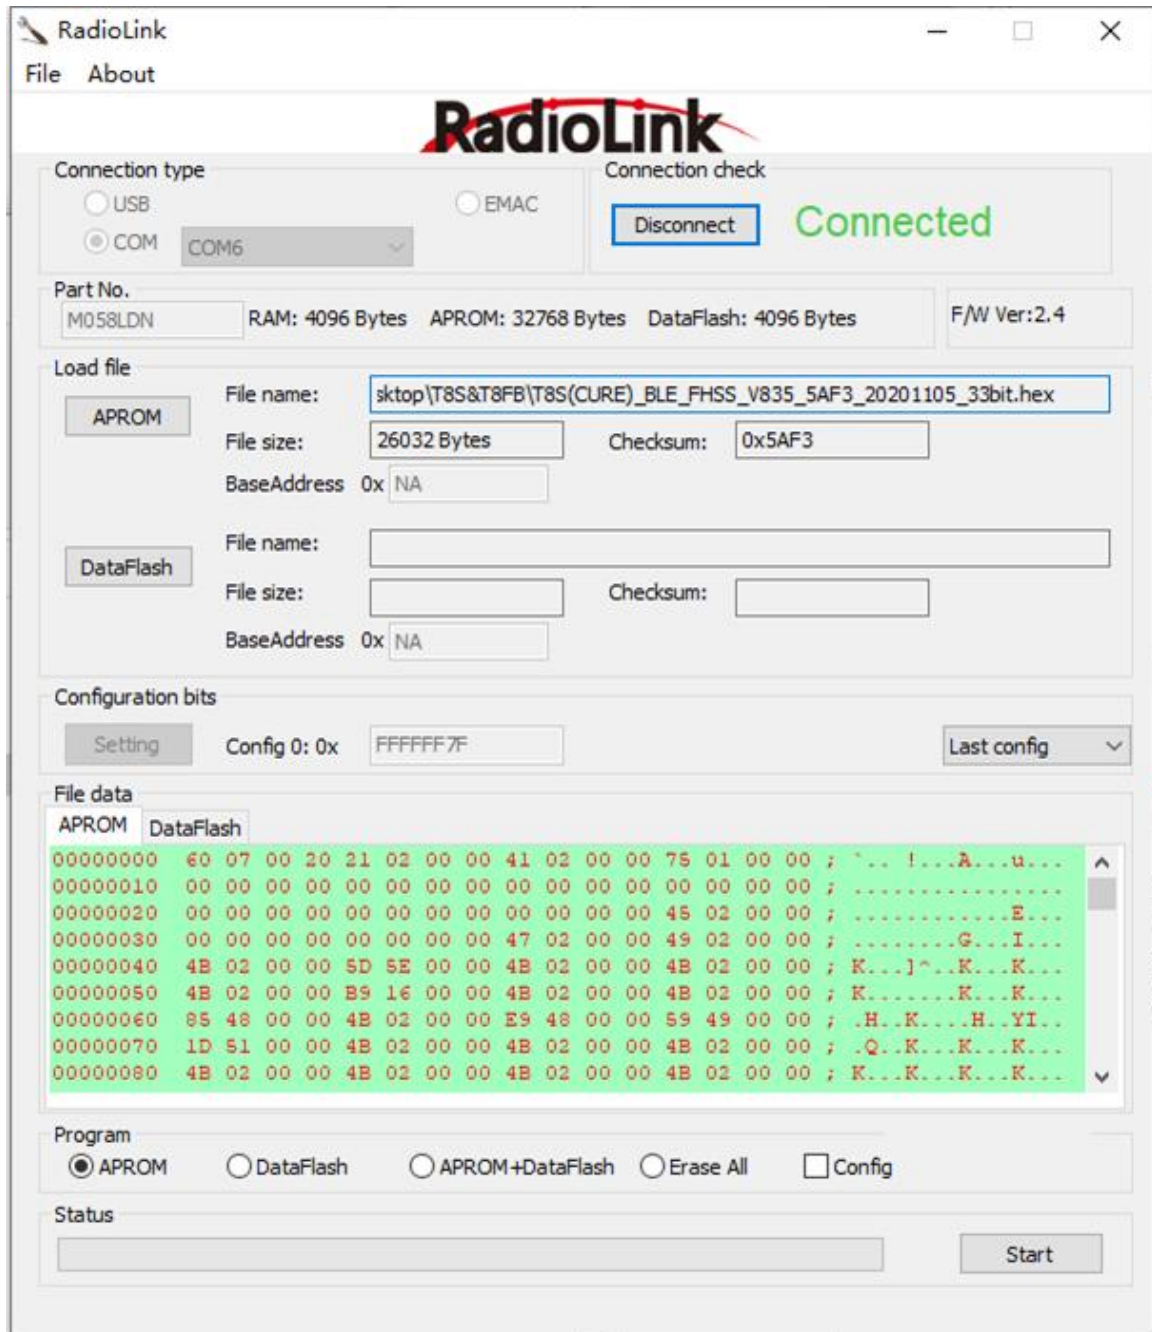 RadioLink
File About
RadioLink
Connection type
USB
EMAC
COM COM6
Connection check
Disconnect Connected
Part No.
M058LDN RAM: 4096 Bytes APROM: 32768 Bytes DataFlash: 4096 Bytes
F/W Ver:2.4
Load file
APROM
File name: sktop\T8S&T8FB\T8S(CURE)_BLE_FHSS_V835_5AF3_20201105_33bit.hex
File size: 26032 Bytes Checksum: 0x5AF3
BaseAddress 0x NA
DataFlash
File name:
File size: Checksum:
BaseAddress 0x NA
Configuration bits
Setting Config 0: 0x FFFFFF7F Last config
File data
APROM DataFlash
00000000 60 07 00 20 21 02 00 00 41 02 00 00 75 01 00 00 ; `.. !...A...u...
00000010 00 00 00 00 00 00 00 00 00 00 00 00 00 00 00 00 ; ................
00000020 00 00 00 00 00 00 00 00 00 00 00 00 45 02 00 00 ; ............E...
00000030 00 00 00 00 00 00 00 00 47 02 00 00 49 02 00 00 ; ........G...I...
00000040 4B 02 00 00 5D 5E 00 00 4B 02 00 00 4B 02 00 00 ; K...]^..K...K...
00000050 4B 02 00 00 B9 16 00 00 4B 02 00 00 4B 02 00 00 ; K.......K...K...
00000060 85 48 00 00 4B 02 00 00 E9 48 00 00 59 49 00 00 ; .H..K....H..YI..
00000070 1D 51 00 00 4B 02 00 00 4B 02 00 00 4B 02 00 00 ; .Q..K...K...K...
00000080 4B 02 00 00 4B 02 00 00 4B 02 00 00 4B 02 00 00 ; K...K...K...K...
Program
APROM DataFlash APROM+DataFlash Erase All Config
Status
Start